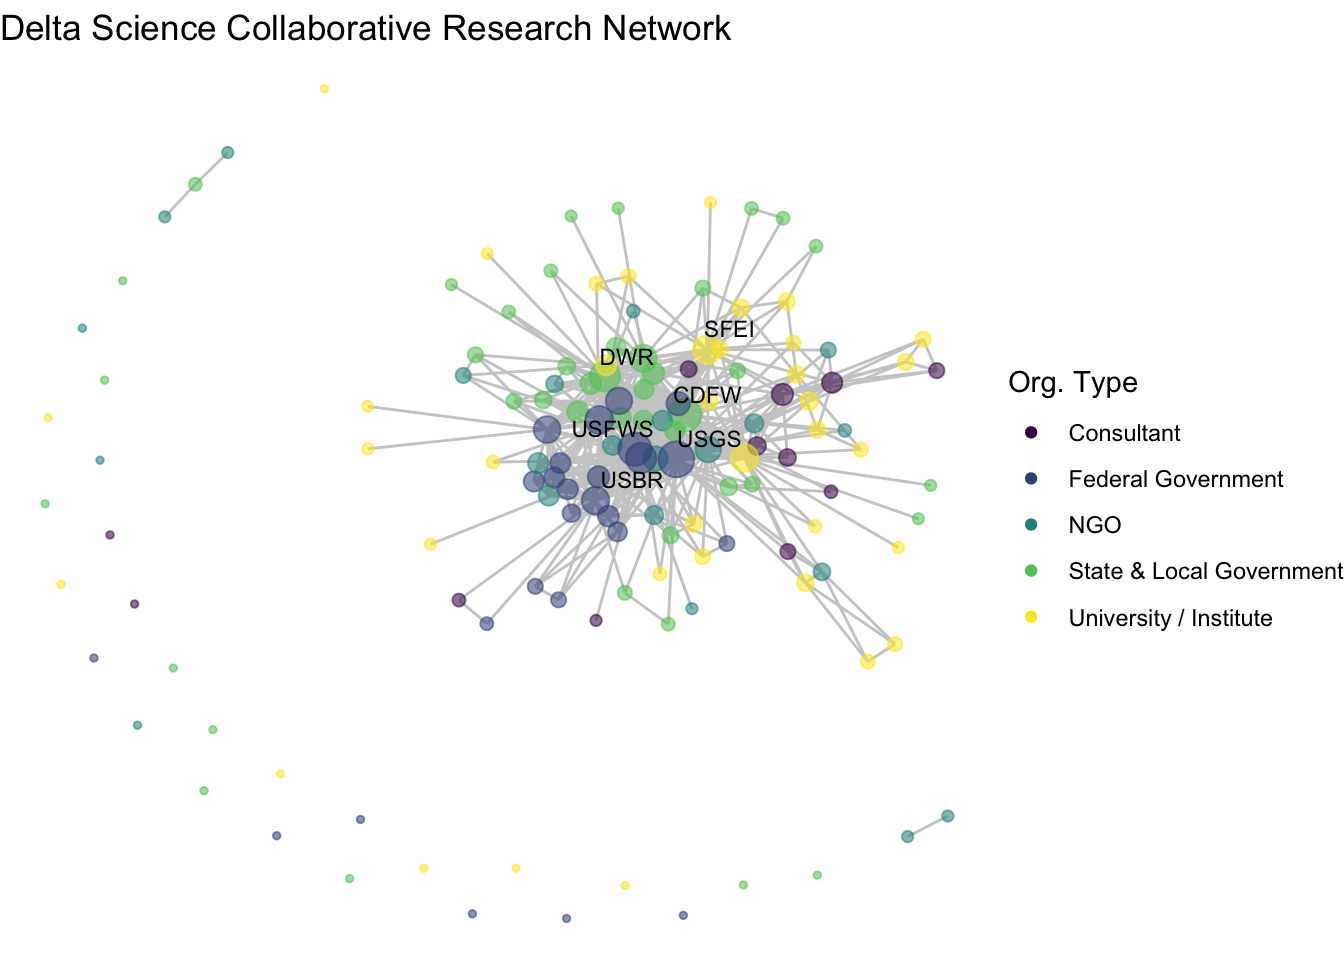 Delta Science Collaborative Research Network
SFEI
DWR
CDFW
USFWS
USGS
USBR
Org. Type
Consultant
Federal Government
NGO
State & Local Government
University / Institute